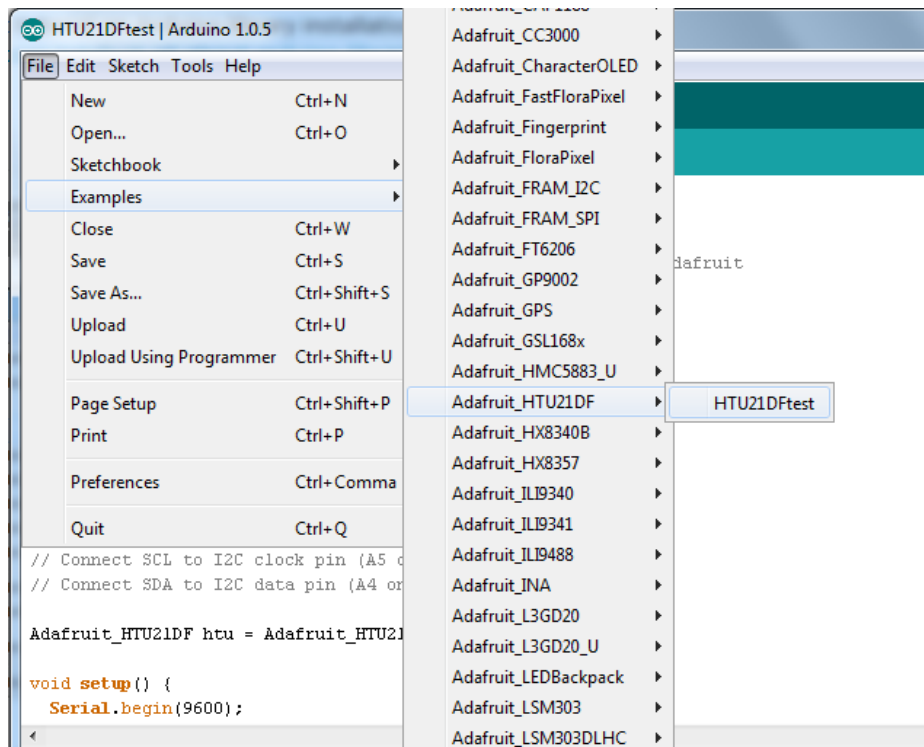 HTU21DFtest | Arduino 1.0.5
File Edit Sketch Tools Help
New Ctrl+N
Open... Ctrl+O
Sketchbook
Examples
Close Ctrl+W
Save Ctrl+S
Save As... Ctrl+Shift+S
Upload Ctrl+U
Upload Using Programmer Ctrl+Shift+U
Page Setup Ctrl+Shift+P
Print Ctrl+P
Preferences Ctrl+Comma
Quit Ctrl+Q
// Connect SCL to I2C clock pin (A5
// Connect SDA to I2C data pin (A4 on
Adafruit_HTU21DF htu = Adafruit_HTU21
void setup() {
Serial.begin(9600);
Adafruit_CAP1188
Adafruit_CC3000
Adafruit_CharacterOLED
Adafruit_FastFloraPixel
Adafruit_Fingerprint
Adafruit_FloraPixel
Adafruit_FRAM_I2C
Adafruit_FRAM_SPI
Adafruit_FT6206
Adafruit_GP9002
Adafruit_GPS
Adafruit_GSL168x
Adafruit_HMC5883_U
Adafruit_HTU21DF
Adafruit_HX8340B
Adafruit_HX8357
Adafruit_ILI9340
Adafruit_ILI9341
Adafruit_ILI9488
Adafruit_INA
Adafruit_L3GD20
Adafruit_L3GD20_U
Adafruit_LEDBackpack
Adafruit_LSM303
Adafruit_LSM303DLHC
HTU21DFtest
dafruit